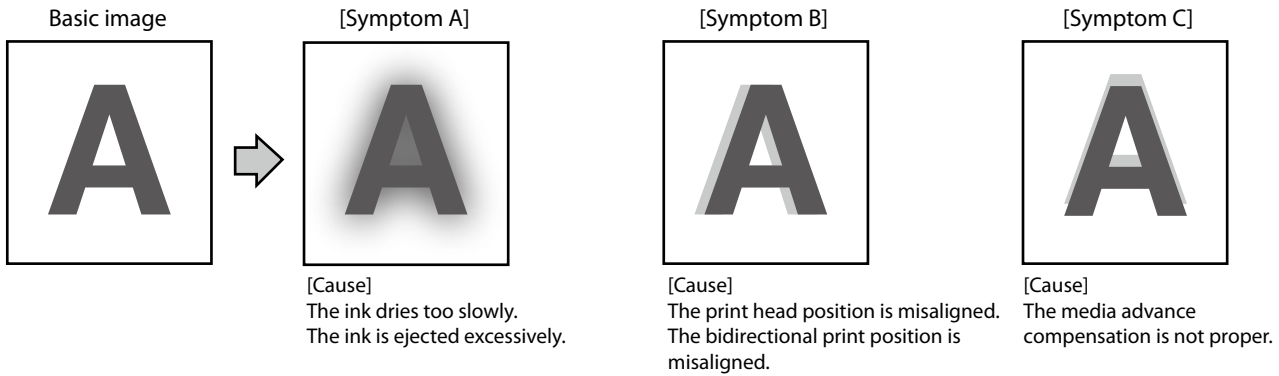 Basic image
A
[Symptom A]
A
[Cause]
The ink dries too slowly.
The ink is ejected excessively.
[Symptom B]
A
[Cause]
The print head position is misaligned.
The bidirectional print position is
misaligned.
[Symptom C]
A
[Cause]
The media advance
compensation is not proper.